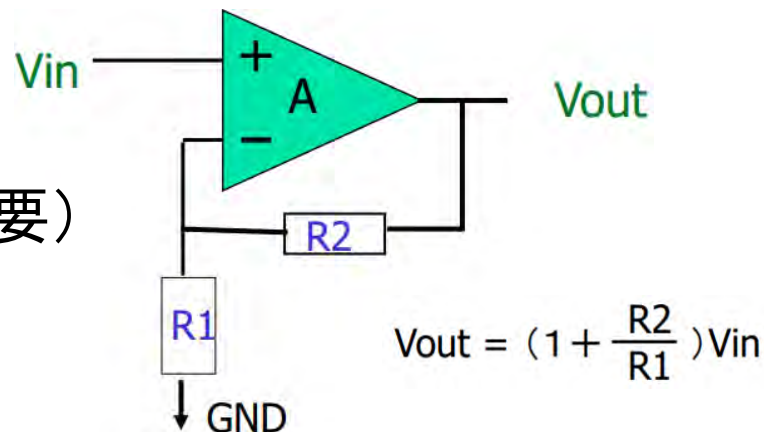 Vin
+
A
−
Vout
要）
R2
R1
Vout = （1＋ R2/R1 ）Vin
GND